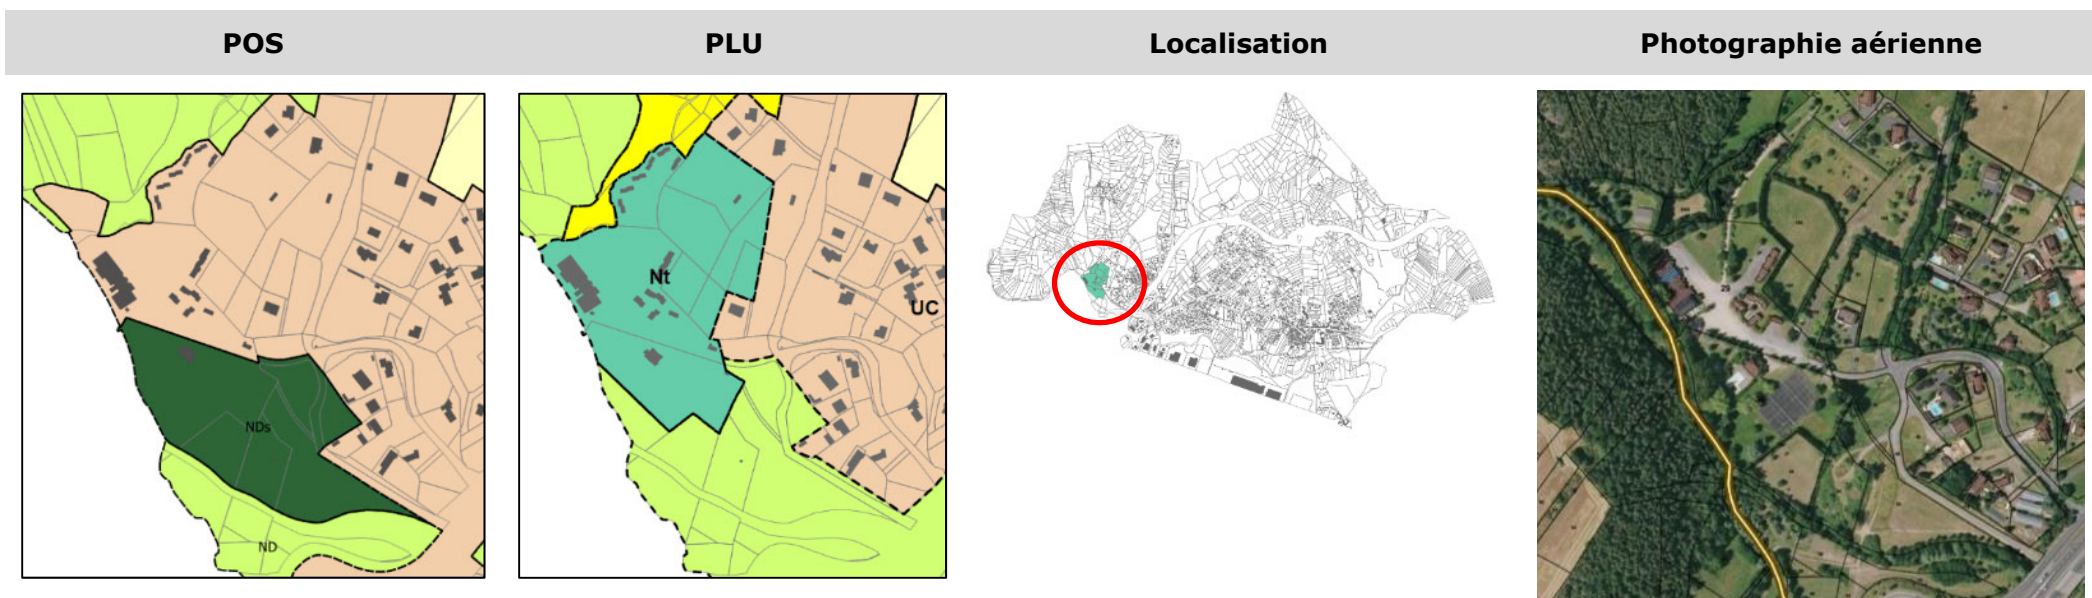 POS
PLU
Localisation
Photographie aérienne
NDs
ND
Nt
UC